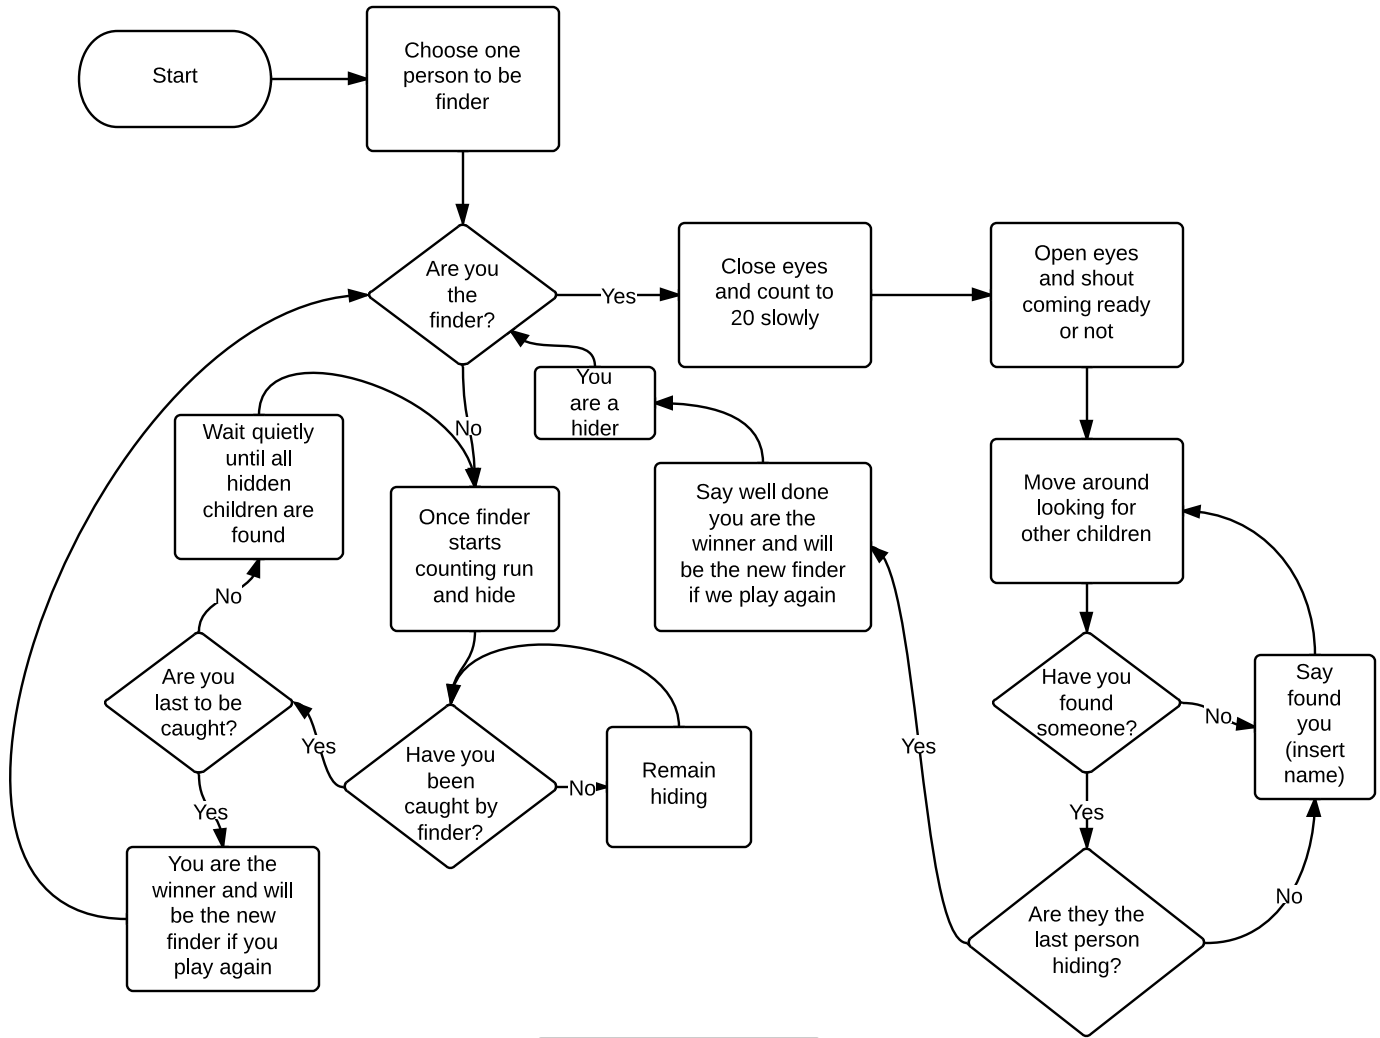 Start
Choose one
person to be
finder
Are you
the
finder?
Yes
Close eyes
and count to
20 slowly
Open eyes
and shout
coming ready
or not
You
are a
hider
No
Wait quietly
until all
hidden
children are
found
Once finder
starts
counting run
and hide
Say well done
you are the
winner and will
be the new finder
if we play again
Move around
looking for
other children
No
Are you
last to be
caught?
Yes
Have you
been
caught by
finder?
No
Remain
hiding
Yes
Have you
found
someone?
No
Say
found
you
(insert
name)
Yes
Yes
You are the
winner and will
be the new
finder if you
play again
Are they the
last person
hiding?
No